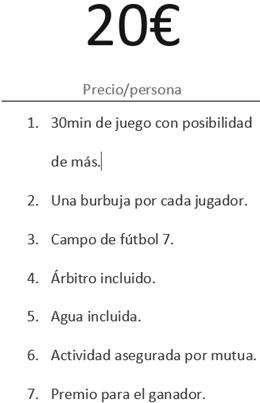 20€
Precio/persona
1. 30min de juego con posibilidad
de más.
2. Una burbuja por cada jugador.
3. Campo de fútbol 7.
4. Árbitro incluido.
5. Agua incluida.
6. Actividad asegurada por mutua.
7. Premio para el ganador.